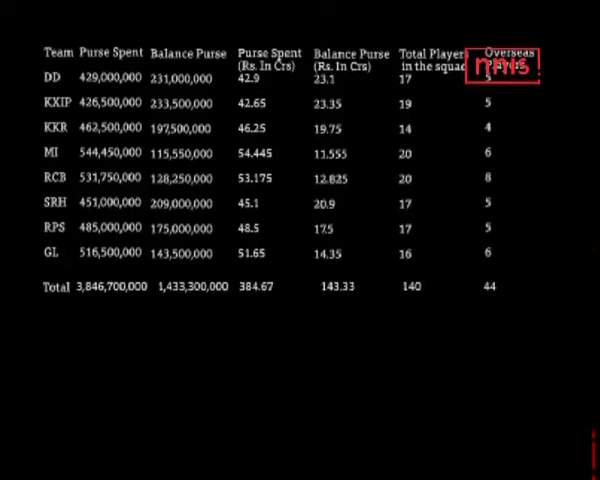 Team Purse Spent Balance Purse Purse Spent (Rs. In Crs) Balance Purse (Rs. In Crs) Total Players in the squad Overseas Players
DD 429,000,000 231,000,000 42.9 23.1 17 5
KXIP 426,500,000 233,500,000 42.65 23.35 19 5
KKR 462,500,000 197,500,000 46.25 19.75 14 4
MI 544,450,000 115,550,000 54.445 11.555 20 6
RCB 531,750,000 128,250,000 53.175 12.825 20 8
SRH 451,000,000 209,000,000 45.1 20.9 17 5
RPS 485,000,000 175,000,000 48.5 17.5 17 5
GL 516,500,000 143,500,000 51.65 14.35 16 6
Total 3,846,700,000 1,433,300,000 384.67 143.33 140 44
nnis